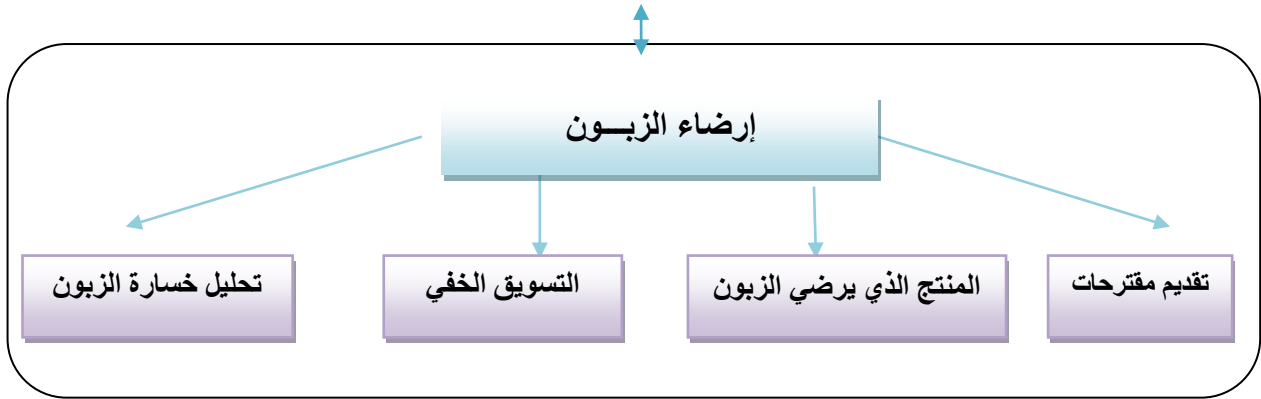 إرضاء الزبـــون
تقديم مقترحات
المنتج الذي يرضي الزبون
التسويق الخفي
تحليل خسارة الزبون